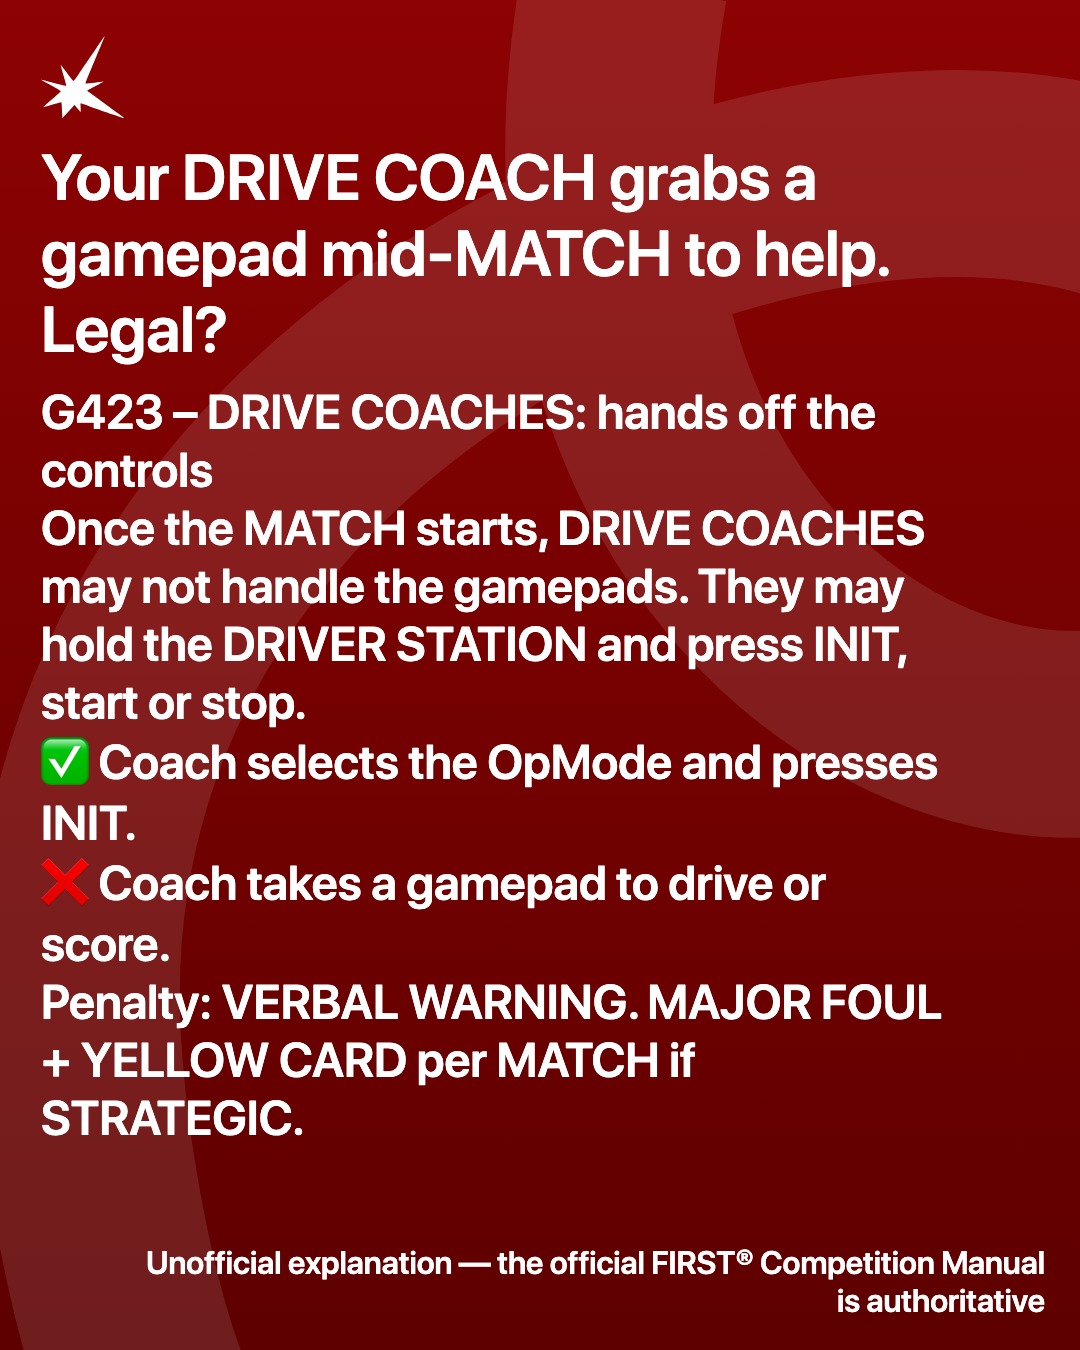 Your DRIVE COACH grabs a
gamepad mid-MATCH to help.
Legal?
G423 – DRIVE COACHES: hands off the
controls
Once the MATCH starts, DRIVE COACHES
may not handle the gamepads. They may
hold the DRIVER STATION and press INIT,
start or stop.
✅ Coach selects the OpMode and presses
INIT.
❌ Coach takes a gamepad to drive or
score.
Penalty: VERBAL WARNING. MAJOR FOUL
+ YELLOW CARD per MATCH if
STRATEGIC.
Unofficial explanation — the official FIRST® Competition Manual
is authoritative